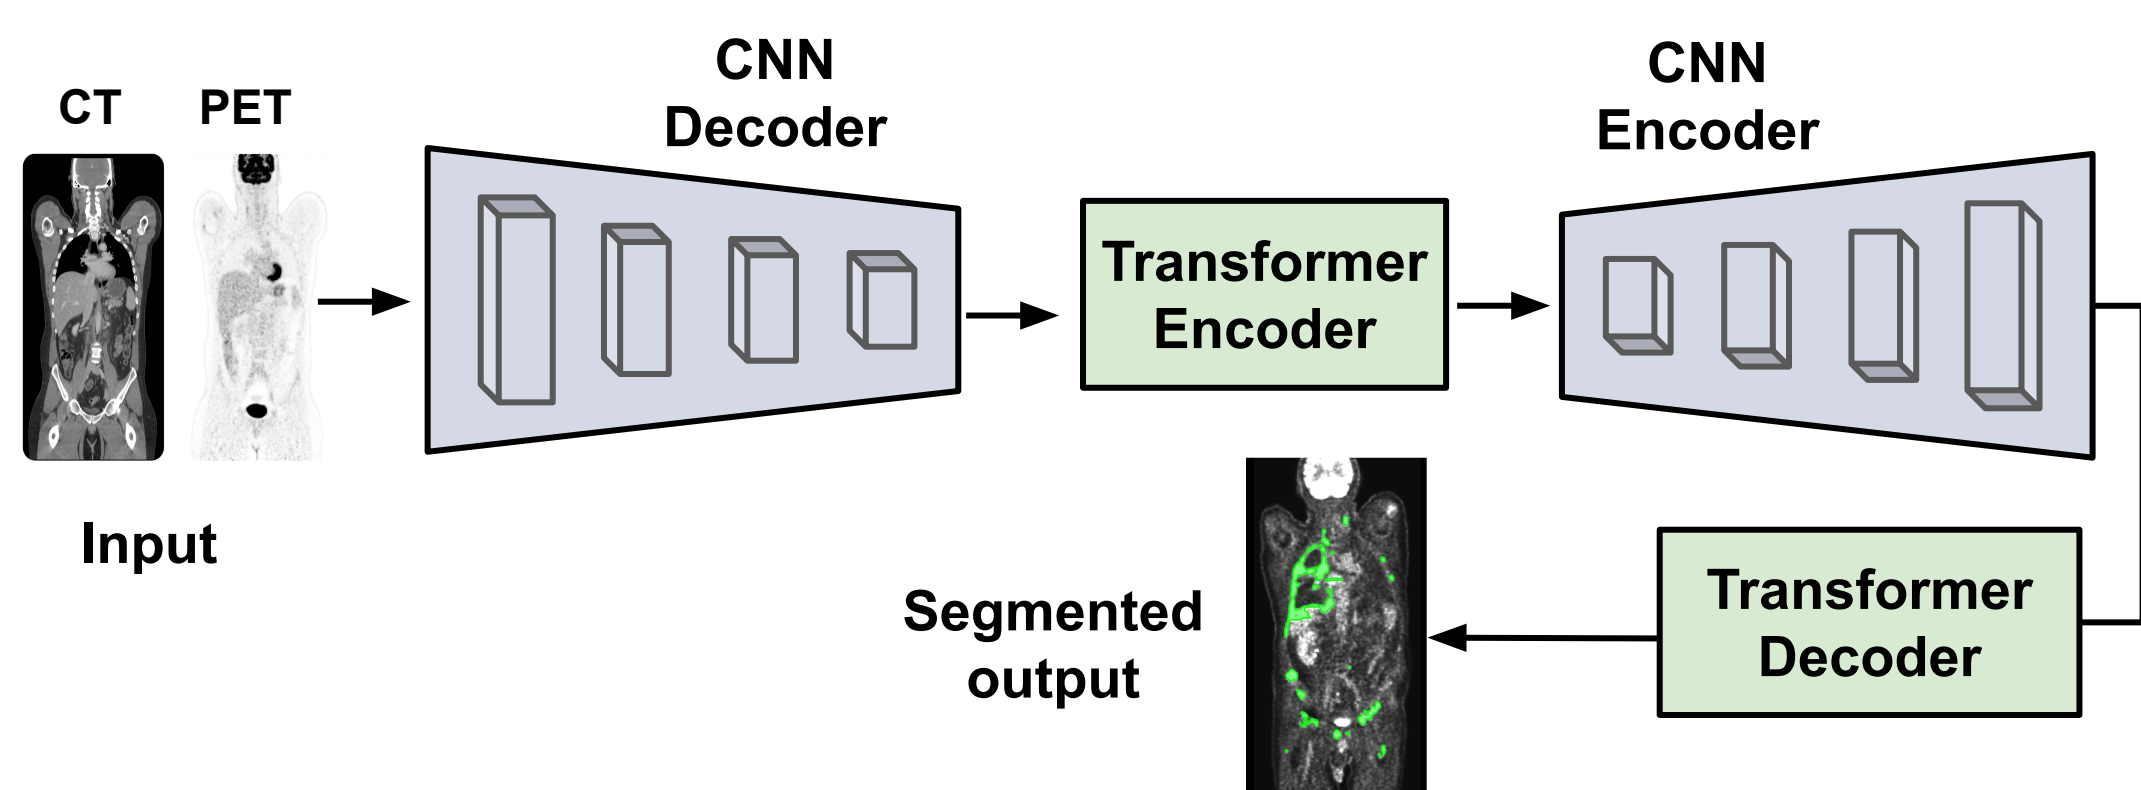 CT
PET
CNN
Decoder
CNN
Encoder
Transformer
Encoder
Input
Segmented
output
Transformer
Decoder